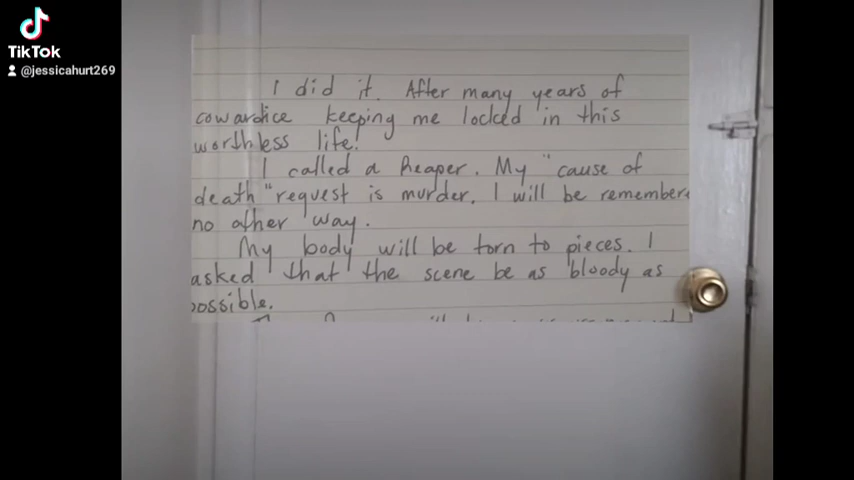 TikTok
@jessicahurt269
I did it. After many years of
cowardice keeping me locked in this
worthless life!
I called a Reaper. My "cause of
death" request is murder. I will be remember
no other way.
My body will be torn to pieces. I
asked that the scene be as bloody as
possible.